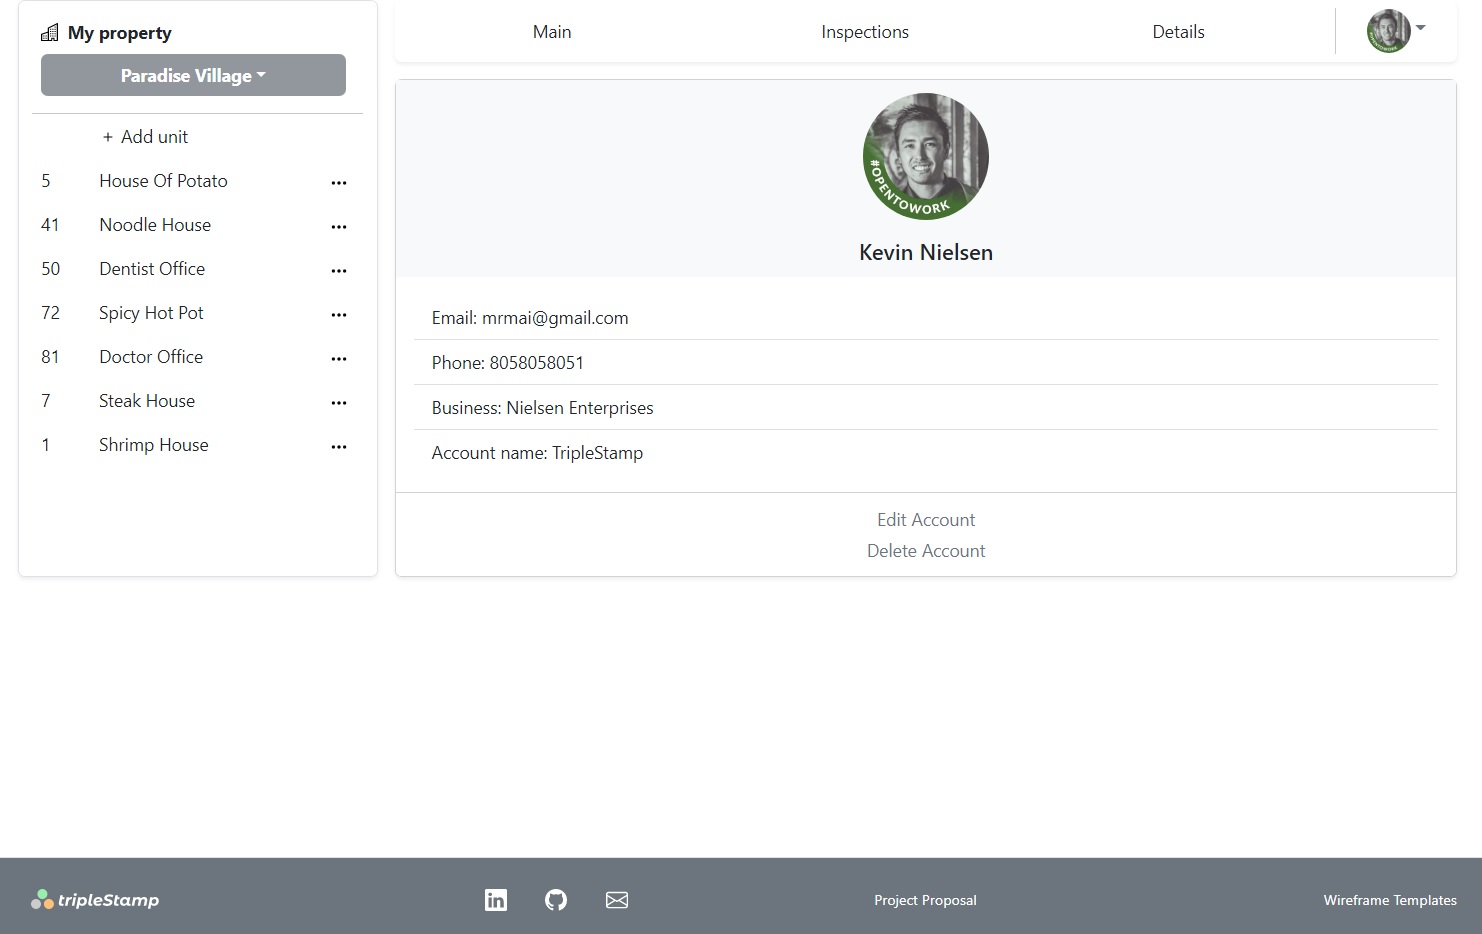 My property
Paradise Village
+ Add unit
5 House Of Potato ...
41 Noodle House ...
50 Dentist Office ...
72 Spicy Hot Pot ...
81 Doctor Office ...
7 Steak House ...
1 Shrimp House ...
Main Inspections Details
#OPENTOWORK
#OPENTOWORK
Kevin Nielsen
Email: mrmai@gmail.com
Phone: 8058058051
Business: Nielsen Enterprises
Account name: TripleStamp
Edit Account
Delete Account
tripleStamp in Project Proposal Wireframe Templates